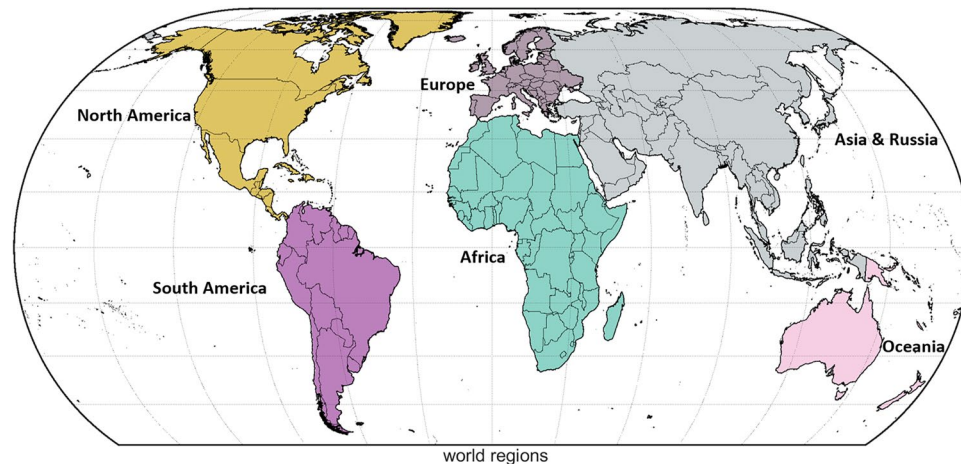 Europe
North America
Asia & Russia
Africa
South America
Oceania
world regions